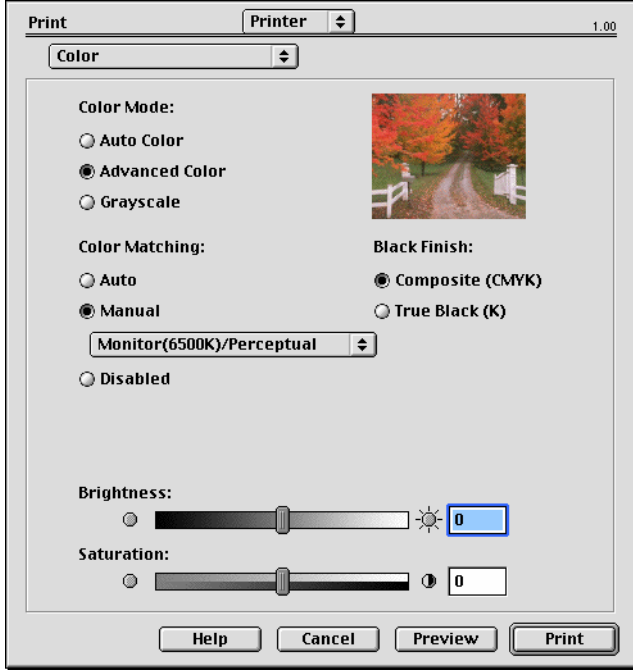 Print Printer 1.00
Color
Color Mode:
Auto Color
Advanced Color
Grayscale
Color Matching: Black Finish:
Auto Composite (CMYK)
Manual True Black (K)
Monitor(6500K)/Perceptual
Disabled
Brightness:
0
Saturation:
0
Help Cancel Preview Print